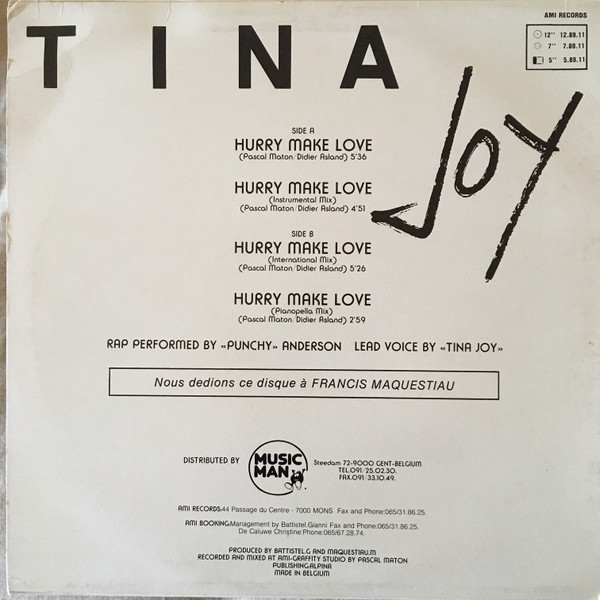 TINA
JOY
AMI RECORDS
12" 12.89.11
7" 7.89.11
5" 5.89.11
SIDE A
HURRY MAKE LOVE
(Pascal Maton/Didier Asland) 5'36
HURRY MAKE LOVE
(Instrumental Mix)
(Pascal Maton/Didier Asland) 4'51
SIDE B
HURRY MAKE LOVE
(International Mix)
(Pascal Maton/Didier Asland) 5'26
HURRY MAKE LOVE
(Pianapella Mix)
(Pascal Maton/Didier Asland) 2'59
RAP PERFORMED BY «PUNCHY» ANDERSON LEAD VOICE BY «TINA JOY»
Nous dedions ce disque à FRANCIS MAQUESTIAU
DISTRIBUTED BY
MUSIC
MAN
Steedam 72-9000 GENT-BELGIUM
TEL.091/25.02.30.
FAX.091/33.10.49.
AMI RECORDS:44 Passage du Centre - 7000 MONS Fax and Phone:065/31.86.25.
AMI BOOKING:Management by Battistel.Gianni Fax and Phone:065/31.86.25.
De Caluwe Christine:Phone:065/67.28.74.
PRODUCED BY BATTISTEL.G AND MAQUESTIAU.M
RECORDED AND MIXED AT AMI-GRAFFITY STUDIO BY PASCAL MATON
PUBLISHING:ALPINA
MADE IN BELGIUM